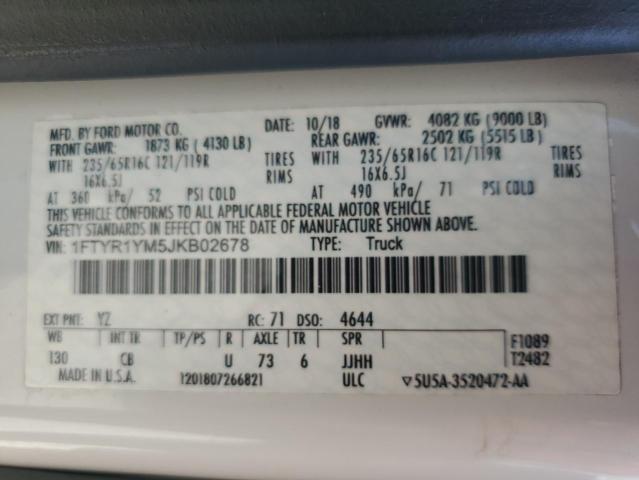 MFD. BY FORD MOTOR CO. DATE: 10/18 GVWR: 4082 KG (9000 LB)
FRONT GAWR: 1873 KG (4130 LB) REAR GAWR: 2502 KG (5515 LB)
WITH 235/65R16C 121/119R TIRES WITH 235/65R16C 121/119R TIRES
16X6.5J RIMS 16X6.5J RIMS
AT 360 kPa/ 52 PSI COLD AT 490 kPa/ 71 PSI COLD
THIS VEHICLE CONFORMS TO ALL APPLICABLE FEDERAL MOTOR VEHICLE
SAFETY STANDARDS IN EFFECT ON THE DATE OF MANUFACTURE SHOWN ABOVE.
VIN: 1FTYR1YM5JKB02678 TYPE: Truck
EXT PNT: YZ RC: 71 DSO: 4644
WB INT TR TP/PS R AXLE TR SPR F1089
130 CB U 73 6 JJHH T2482
MADE IN U.S.A. 1201807266821 ULC ▽5U5A-3520472-AA